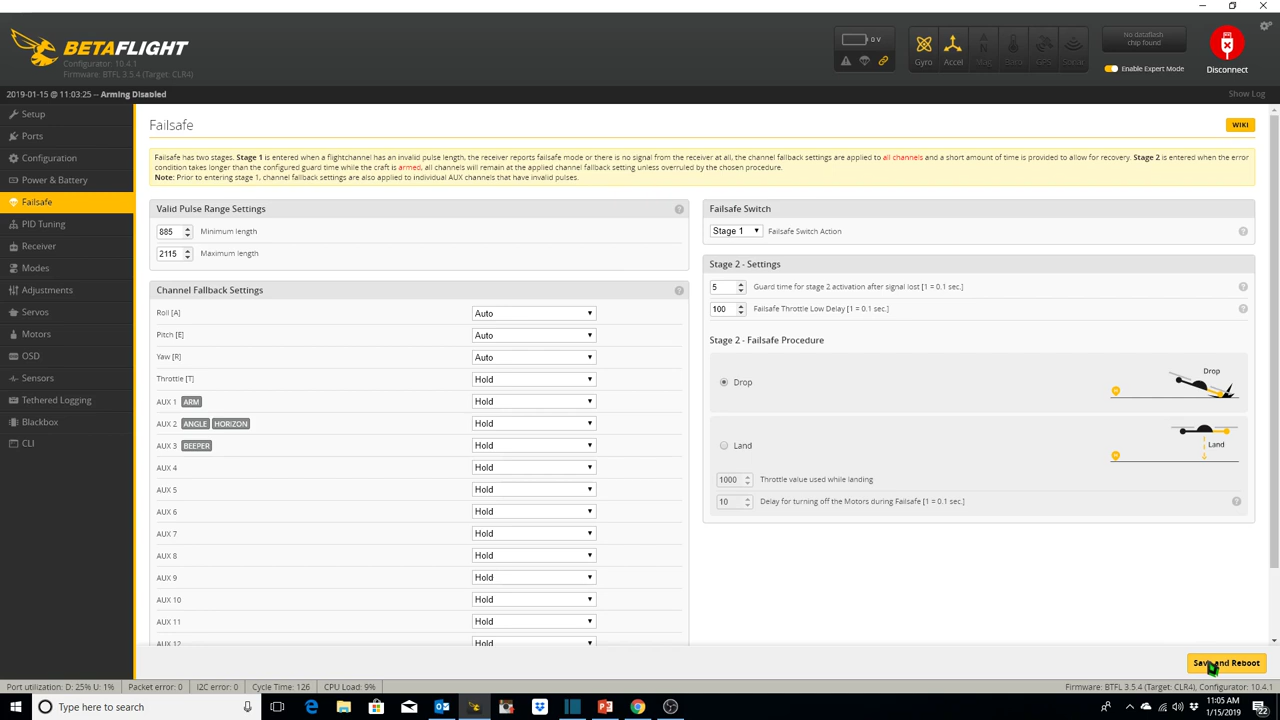 BETAFLIGHT
Configurator: 10.4.1
Firmware: BTFL 3.5.4 (Target: CLR4)
0 V
Gyro
Accel
Mag
Baro
GPS
Sonar
No dataflash
chip found
Enable Expert Mode
Disconnect
2019-01-15 @ 11:03:25 -- Arming Disabled
Show Log
Setup
Ports
Configuration
Power & Battery
Failsafe
PID Tuning
Receiver
Modes
Adjustments
Servos
Motors
OSD
Sensors
Tethered Logging
Blackbox
CLI
Failsafe
WIKI
Failsafe has two stages. Stage 1 is entered when a flightchannel has an invalid pulse length, the receiver reports failsafe mode or there is no signal from the receiver at all, the channel fallback settings are applied to all channels and a short amount of time is provided to allow for recovery. Stage 2 is entered when the error
condition takes longer than the configured guard time while the craft is armed, all channels will remain at the applied channel fallback setting unless overruled by the chosen procedure.
Note: Prior to entering stage 1, channel fallback settings are also applied to individual AUX channels that have invalid pulses.
Valid Pulse Range Settings
885 Minimum length
2115 Maximum length
Channel Fallback Settings
Roll [A] Auto
Pitch [E] Auto
Yaw [R] Auto
Throttle [T] Hold
AUX 1 ARM Hold
AUX 2 ANGLE HORIZON Hold
AUX 3 BEEPER Hold
AUX 4 Hold
AUX 5 Hold
AUX 6 Hold
AUX 7 Hold
AUX 8 Hold
AUX 9 Hold
AUX 10 Hold
AUX 11 Hold
AUX 12 Hold
Failsafe Switch
Stage 1 Failsafe Switch Action
Stage 2 - Settings
5 Guard time for stage 2 activation after signal lost [1 = 0.1 sec.]
100 Failsafe Throttle Low Delay [1 = 0.1 sec.]
Stage 2 - Failsafe Procedure
Drop
Drop
Land
Land
1000 Throttle value used while landing
10 Delay for turning off the Motors during Failsafe [1 = 0.1 sec.]
Save and Reboot
Port utilization: D: 25% U: 1%
Packet error: 0
I2C error: 0
Cycle Time: 126
CPU Load: 9%
Firmware: BTFL 3.5.4 (Target: CLR4), Configurator: 10.4.1
Type here to search
11:05 AM
1/15/2019
22